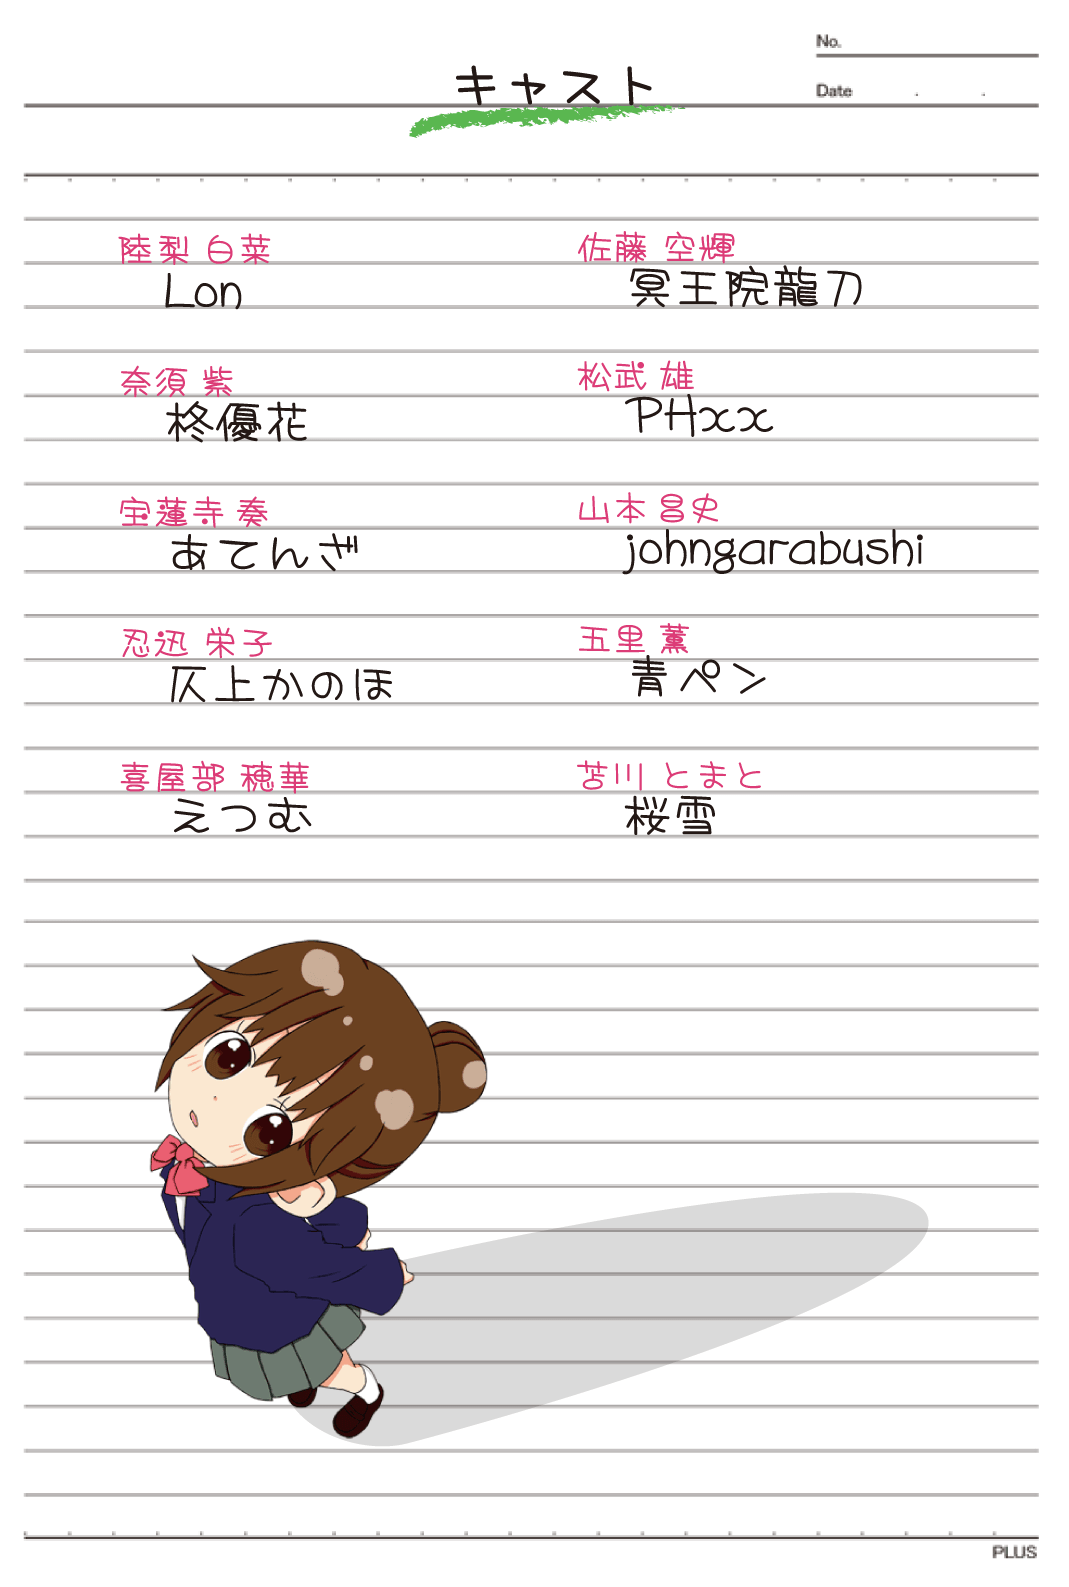 No.
Date
キャスト
陸梨 白菜
Lon
奈須 紫
柊優花
宝蓮寺 奏
あてんざ
忍迅 栄子
仄上かのほ
喜屋部 穂華
えつむ
佐藤 空輝
冥王院龍刀
松武 雄
PHxx
山本 昌史
johngarabushi
五里 薫
青ペン
苫川 とまと
桜雪
PLUS